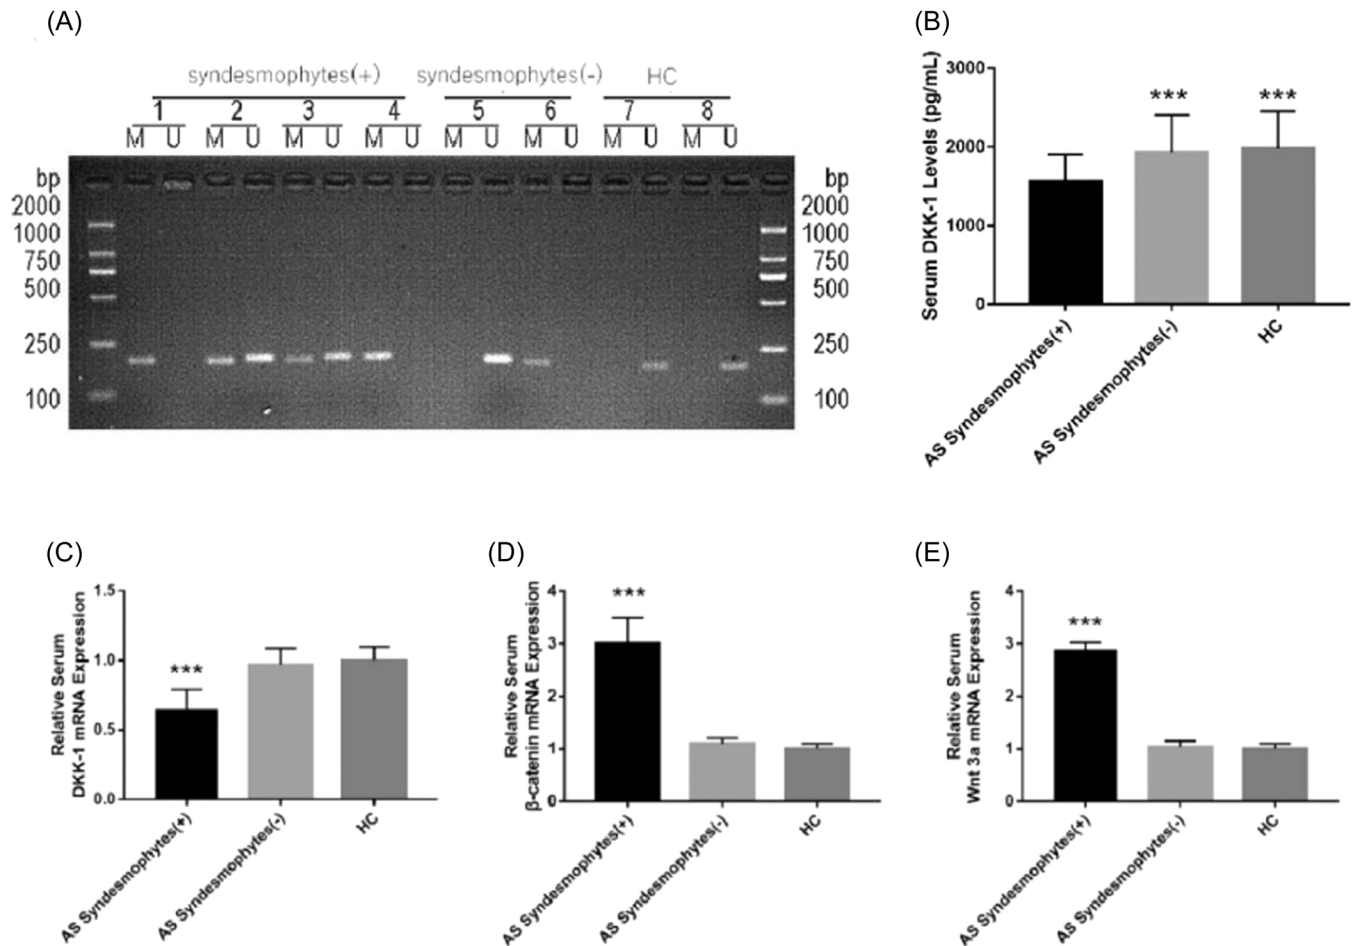 (A)
syndesmophytes(+) syndesmophytes(-) HC
1 2 3 4 5 6 7 8
M U M U M U M U M U M U M U M U
bp bp
2000 2000
1000 1000
750 750
500 500
250 250
100 100
(B)
Serum DKK-1 Levels (pg/mL)
3000
2000
1000
0
*** ***
AS Syndesmophytes(+)
AS Syndesmophytes(-)
HC
(C)
Relative Serum
DKK-1 mRNA Expression
1.5
1.0
0.5
0.0
***
AS Syndesmophytes(+)
AS Syndesmophytes(-)
HC
(D)
Relative Serum
β-catenin mRNA Expression
4
3
2
1
0
***
AS Syndesmophytes(+)
AS Syndesmophytes(-)
HC
(E)
Relative Serum
Wnt 3a mRNA Expression
4
3
2
1
0
***
AS Syndesmophytes(+)
AS Syndesmophytes(-)
HC